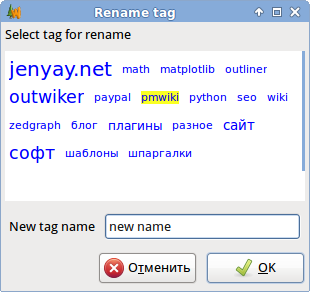 Rename tag
Select tag for rename
jenyay.net math matplotlib outliner
outwiker paypal pmwiki python seo wiki
zedgraph блог плагины разное сайт
софт шаблоны шпаргалки
New tag name new name
Отменить OK